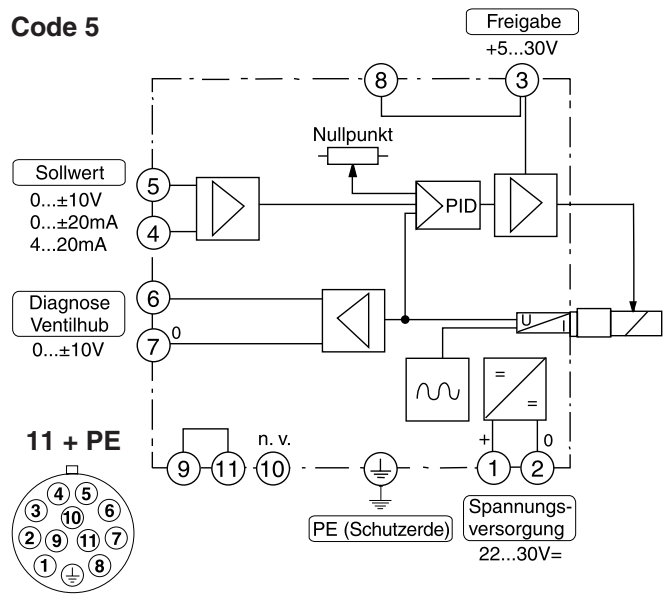 Code 5
Freigabe
+5...30V
8
3
Nullpunkt
Sollwert
0...±10V
0...±20mA
4...20mA
5
4
PID
Diagnose
Ventilhub
0...±10V
6
7
0
U
I
=
=
11 + PE
n. v.
+
0
9
11
10
1
2
PE (Schutzerde)
Spannungs-
versorgung
22...30V=
4
5
3
10
6
2
9
11
7
1
8